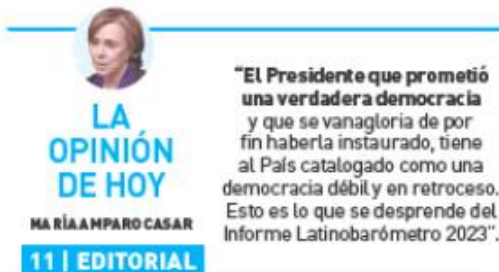 LA
OPINIÓN
DE HOY
MARÍA AMPARO CASAR
11 | EDITORIAL
“El Presidente que prometió
una verdadera democracia
y que se vanagloria de por
fin haberla instaurado, tiene
al País catalogado como una
democracia débil y en retroceso.
Esto es lo que se desprende del
Informe Latinobarómetro 2023”.